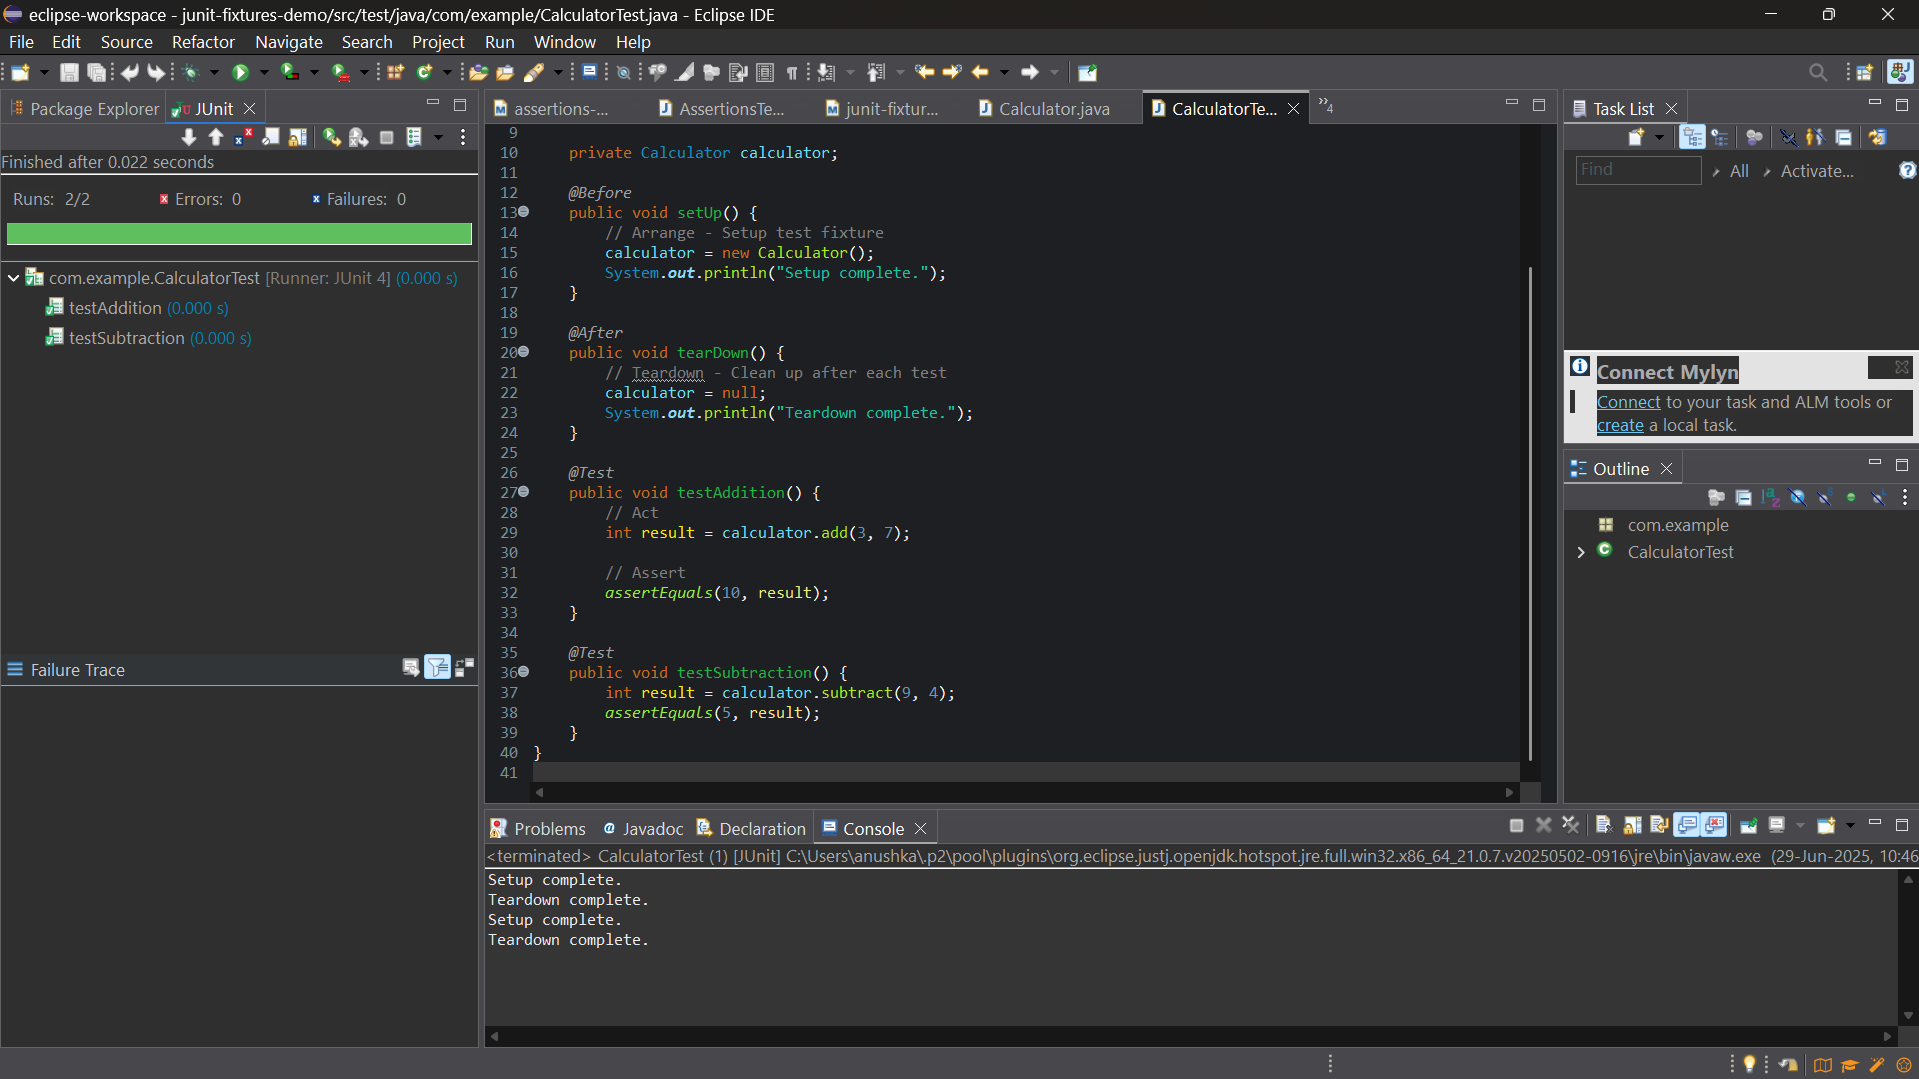 eclipse-workspace - junit-fixtures-demo/src/test/java/com/example/CalculatorTest.java - Eclipse IDE
File Edit Source Refactor Navigate Search Project Run Window Help
Package Explorer JUnit
Finished after 0.022 seconds
Runs: 2/2 Errors: 0 Failures: 0
com.example.CalculatorTest [Runner: JUnit 4] (0.000 s)
testAddition (0.000 s)
testSubtraction (0.000 s)
Failure Trace
assertions-... AssertionsTe... junit-fixtur... Calculator.java CalculatorTe... »4
9
10 private Calculator calculator;
11
12 @Before
13 public void setUp() {
14 // Arrange - Setup test fixture
15 calculator = new Calculator();
16 System.out.println("Setup complete.");
17 }
18
19 @After
20 public void tearDown() {
21 // Teardown - Clean up after each test
22 calculator = null;
23 System.out.println("Teardown complete.");
24 }
25
26 @Test
27 public void testAddition() {
28 // Act
29 int result = calculator.add(3, 7);
30
31 // Assert
32 assertEquals(10, result);
33 }
34
35 @Test
36 public void testSubtraction() {
37 int result = calculator.subtract(9, 4);
38 assertEquals(5, result);
39 }
40 }
41
Task List
Find All Activate...
Connect Mylyn
Connect to your task and ALM tools or
create a local task.
Outline
com.example
CalculatorTest
Problems Javadoc Declaration Console
<terminated> CalculatorTest (1) [JUnit] C:\Users\anushka\.p2\pool\plugins\org.eclipse.justj.openjdk.hotspot.jre.full.win32.x86_64_21.0.7.v20250502-0916\jre\bin\javaw.exe (29-Jun-2025, 10:46
Setup complete.
Teardown complete.
Setup complete.
Teardown complete.